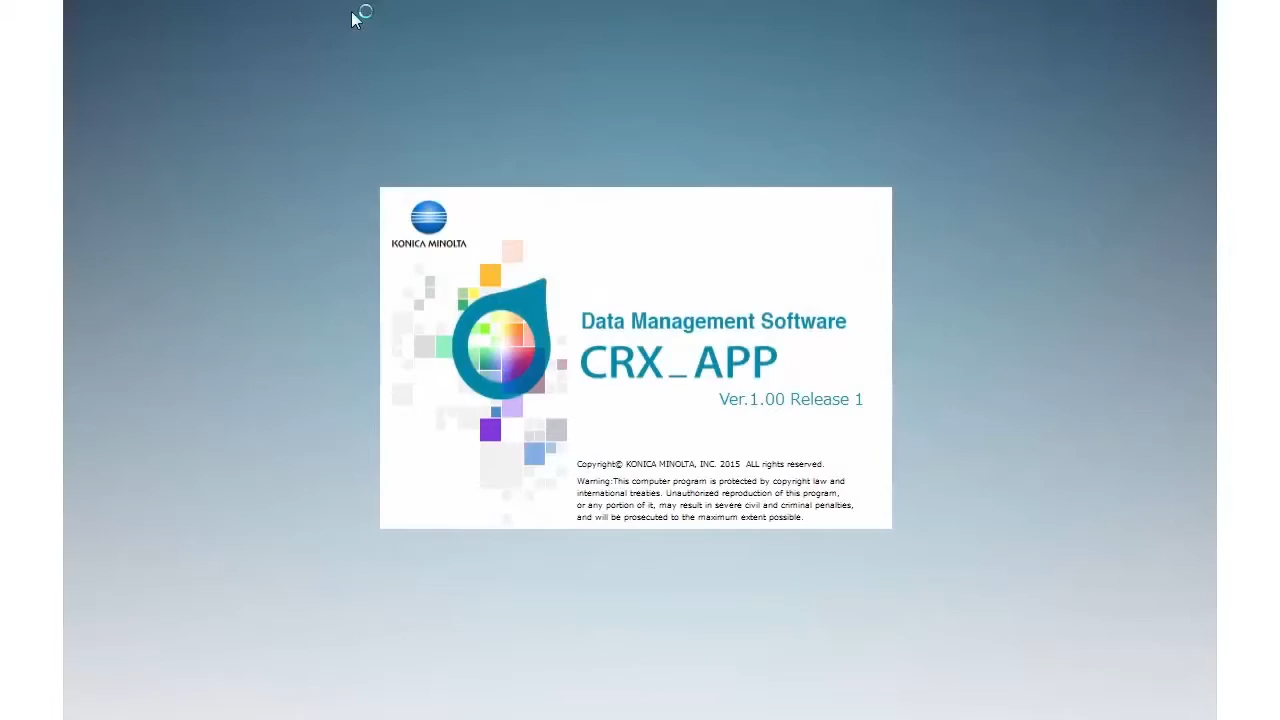 KONICA MINOLTA
Data Management Software
CRX_APP
Ver.1.00 Release 1
Copyright© KONICA MINOLTA, INC. 2015  ALL rights reserved.
Warning:This computer program is protected by copyright law and
international treaties. Unauthorized reproduction of this program,
or any portion of it, may result in severe civil and criminal penalties,
and will be prosecuted to the maximum extent possible.